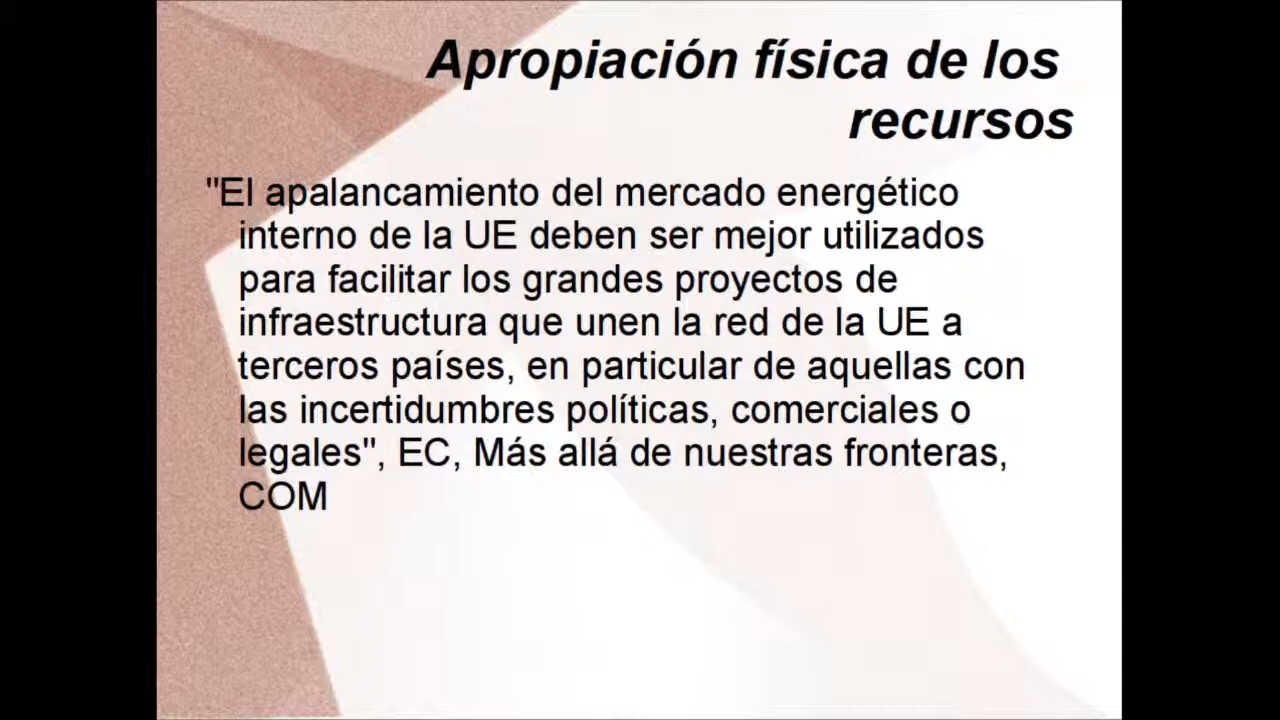 Apropiación física de los
recursos
"El apalancamiento del mercado energético
interno de la UE deben ser mejor utilizados
para facilitar los grandes proyectos de
infraestructura que unen la red de la UE a
terceros países, en particular de aquellas con
las incertidumbres políticas, comerciales o
legales", EC, Más allá de nuestras fronteras,
COM